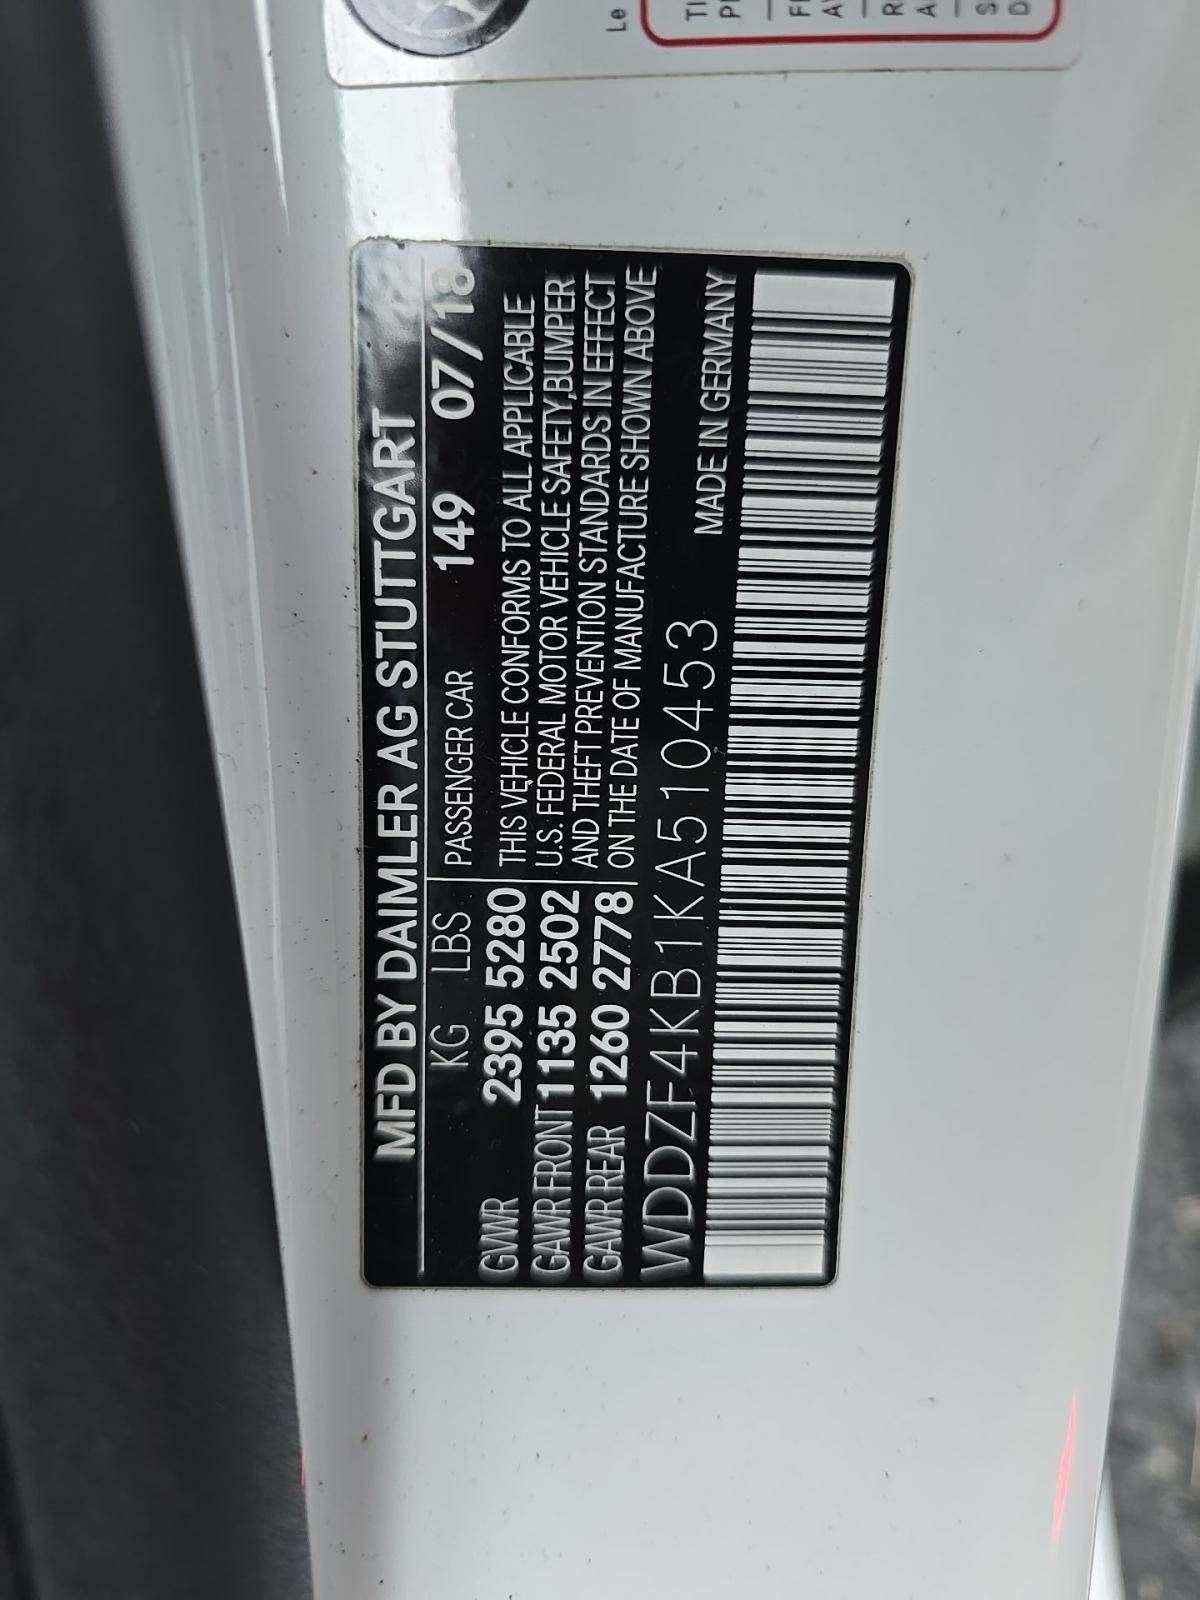 MFD BY DAIMLER AG STUTTGART
KG LBS PASSENGER CAR 149 07/18
GVWR 2395 5280 THIS VEHICLE CONFORMS TO ALL APPLICABLE
GAWR FRONT 1135 2502 U.S. FEDERAL MOTOR VEHICLE SAFETY,BUMPER
AND THEFT PREVENTION STANDARDS IN EFFECT
GAWR REAR 1260 2778 ON THE DATE OF MANUFACTURE SHOWN ABOVE
WDDZF4KB1KA510453 MADE IN GERMANY
Le